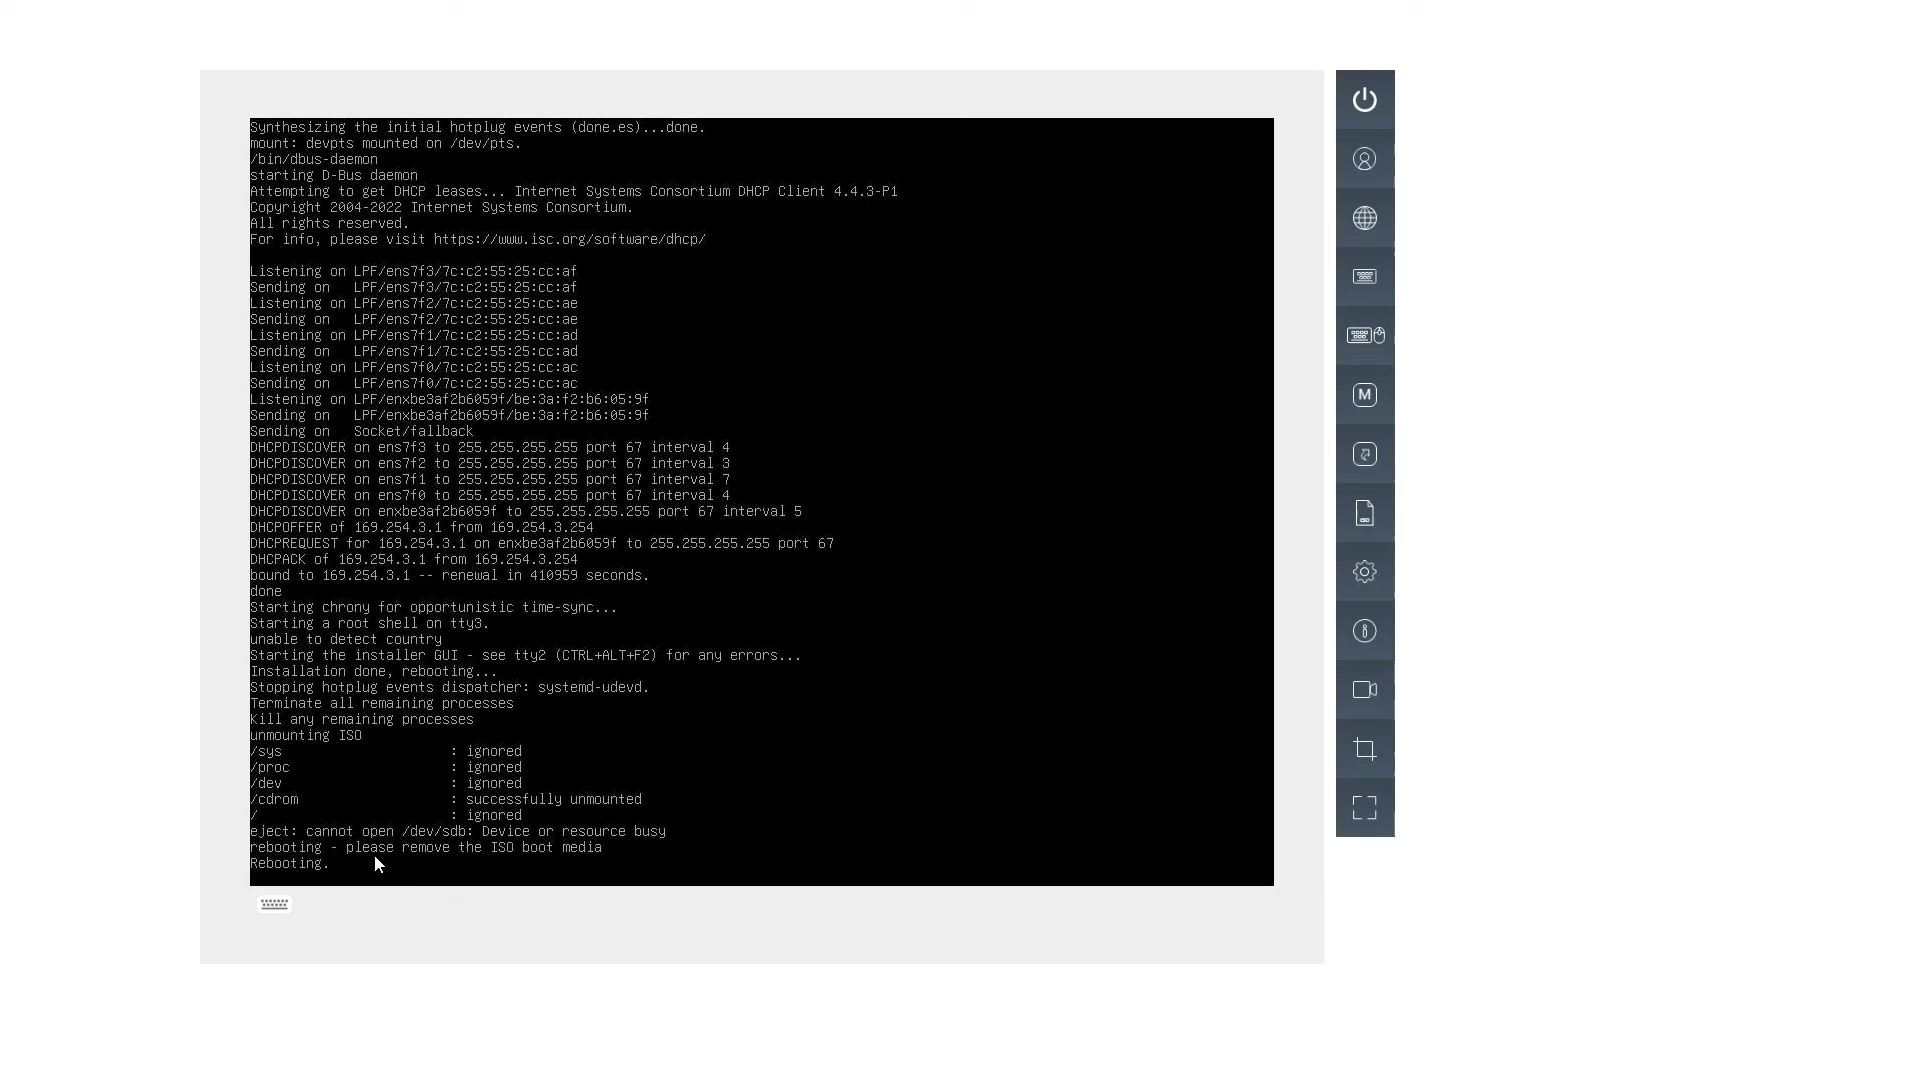 Synthesizing the initial hotplug events (done.es)...done.
mount: devpts mounted on /dev/pts.
/bin/dbus-daemon
starting D-Bus daemon
Attempting to get DHCP leases... Internet Systems Consortium DHCP Client 4.4.3-P1
Copyright 2004-2022 Internet Systems Consortium.
All rights reserved.
For info, please visit https://www.isc.org/software/dhcp/
Listening on LPF/ens7f3/7c:c2:55:25:cc:af
Sending on   LPF/ens7f3/7c:c2:55:25:cc:af
Listening on LPF/ens7f2/7c:c2:55:25:cc:ae
Sending on   LPF/ens7f2/7c:c2:55:25:cc:ae
Listening on LPF/ens7f1/7c:c2:55:25:cc:ad
Sending on   LPF/ens7f1/7c:c2:55:25:cc:ad
Listening on LPF/ens7f0/7c:c2:55:25:cc:ac
Sending on   LPF/ens7f0/7c:c2:55:25:cc:ac
Listening on LPF/enxbe3af2b6059f/be:3a:f2:b6:05:9f
Sending on   LPF/enxbe3af2b6059f/be:3a:f2:b6:05:9f
Sending on   Socket/fallback
DHCPDISCOVER on ens7f3 to 255.255.255.255 port 67 interval 4
DHCPDISCOVER on ens7f2 to 255.255.255.255 port 67 interval 3
DHCPDISCOVER on ens7f1 to 255.255.255.255 port 67 interval 7
DHCPDISCOVER on ens7f0 to 255.255.255.255 port 67 interval 4
DHCPDISCOVER on enxbe3af2b6059f to 255.255.255.255 port 67 interval 5
DHCPOFFER of 169.254.3.1 from 169.254.3.254
DHCPREQUEST for 169.254.3.1 on enxbe3af2b6059f to 255.255.255.255 port 67
DHCPACK of 169.254.3.1 from 169.254.3.254
bound to 169.254.3.1 -- renewal in 410959 seconds.
done
Starting chrony for opportunistic time-sync...
Starting a root shell on tty3.
unable to detect country
Starting the installer GUI - see tty2 (CTRL+ALT+F2) for any errors...
Installation done, rebooting...
Stopping hotplug events dispatcher: systemd-udevd.
Terminate all remaining processes
Kill any remaining processes
unmounting ISO
/sys                     : ignored
/proc                    : ignored
/dev                     : ignored
/cdrom                   : successfully unmounted
/                        : ignored
eject: cannot open /dev/sdb: Device or resource busy
rebooting - please remove the ISO boot media
Rebooting.
M